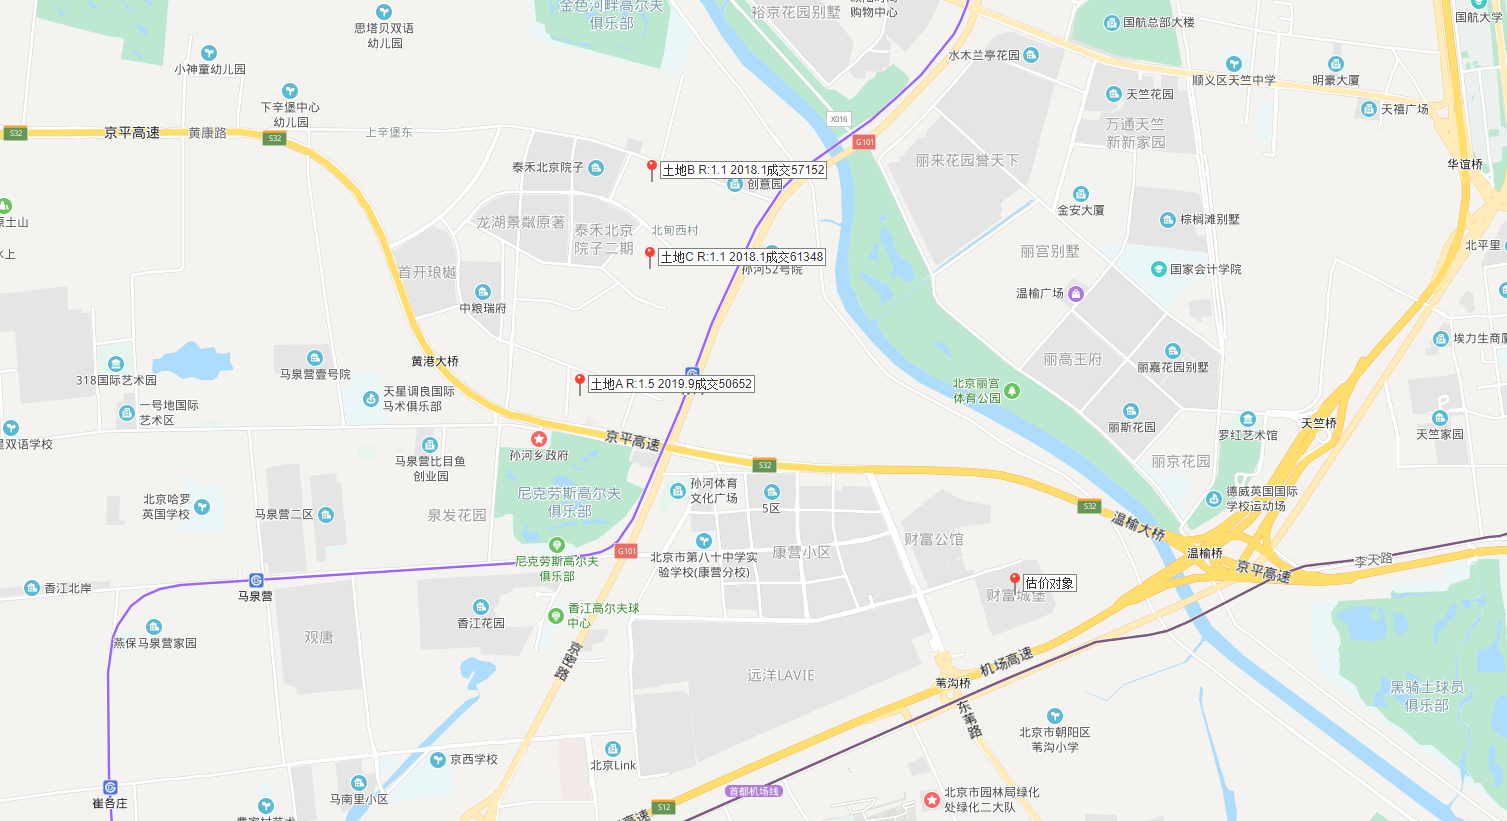 金色河畔高尔夫
俱乐部
裕京花园别墅
购物中心
思塔贝双语
幼儿园
国航总部大楼
国航大学
小神童幼儿园
水木兰亭花园
顺义区天竺中学
明豪大厦
下辛堡中心
幼儿园
天竺花园
天禧广场
S32
京平高速
黄康路
S32
上辛堡东
X016
G101
万通天竺
新新家园
丽来花园誉天下
华谊桥
泰禾北京院子
土地B R:1.1 2018.1成交57152
创意园
金安大厦
棕榈滩别墅
龙湖景粼原著
泰禾北京
院子二期
北甸西村
原土山
水上
丽宫别墅
北平里
土地C R:1.1 2018.1成交61348
孙河52号院
国家会计学院
首开琅樾
中粮瑞府
温榆广场
埃力生商厦
黄港大桥
丽高王府
丽嘉花园别墅
318国际艺术园
马泉营壹号院
土地A R:1.5 2019.9成交50652
北京丽宫
体育公园
天星调良国际
马术俱乐部
一号地国际
艺术区
丽斯花园
天竺桥
罗红艺术馆
天竺家园
星双语学校
京平高速
孙河乡政府
马泉营比目鱼
创业园
S32
丽京花园
北京哈罗
英国学校
马泉营二区
泉发花园
尼克劳斯高尔夫
俱乐部
孙河体育
文化广场
5区
S32
德威英国国际
学校运动场
温榆大桥
财富公馆
G101
北京市第八十中学实
验学校(康营分校)
康营小区
温榆桥
李天路
京平高速
尼克劳斯高尔夫
俱乐部
香江北岸
马泉营
估价对象
财富城堡
香江花园
香江高尔夫球
中心
燕保马泉营家园
观唐
京密路
远洋LAVIE
机场高速
苇沟桥
东苇路
黑骑士球员
俱乐部
北京市朝阳区
苇沟小学
京西学校
北京Link
崔各庄
马南里小区
首都机场线
S12
北京市园林局绿化
处绿化二大队